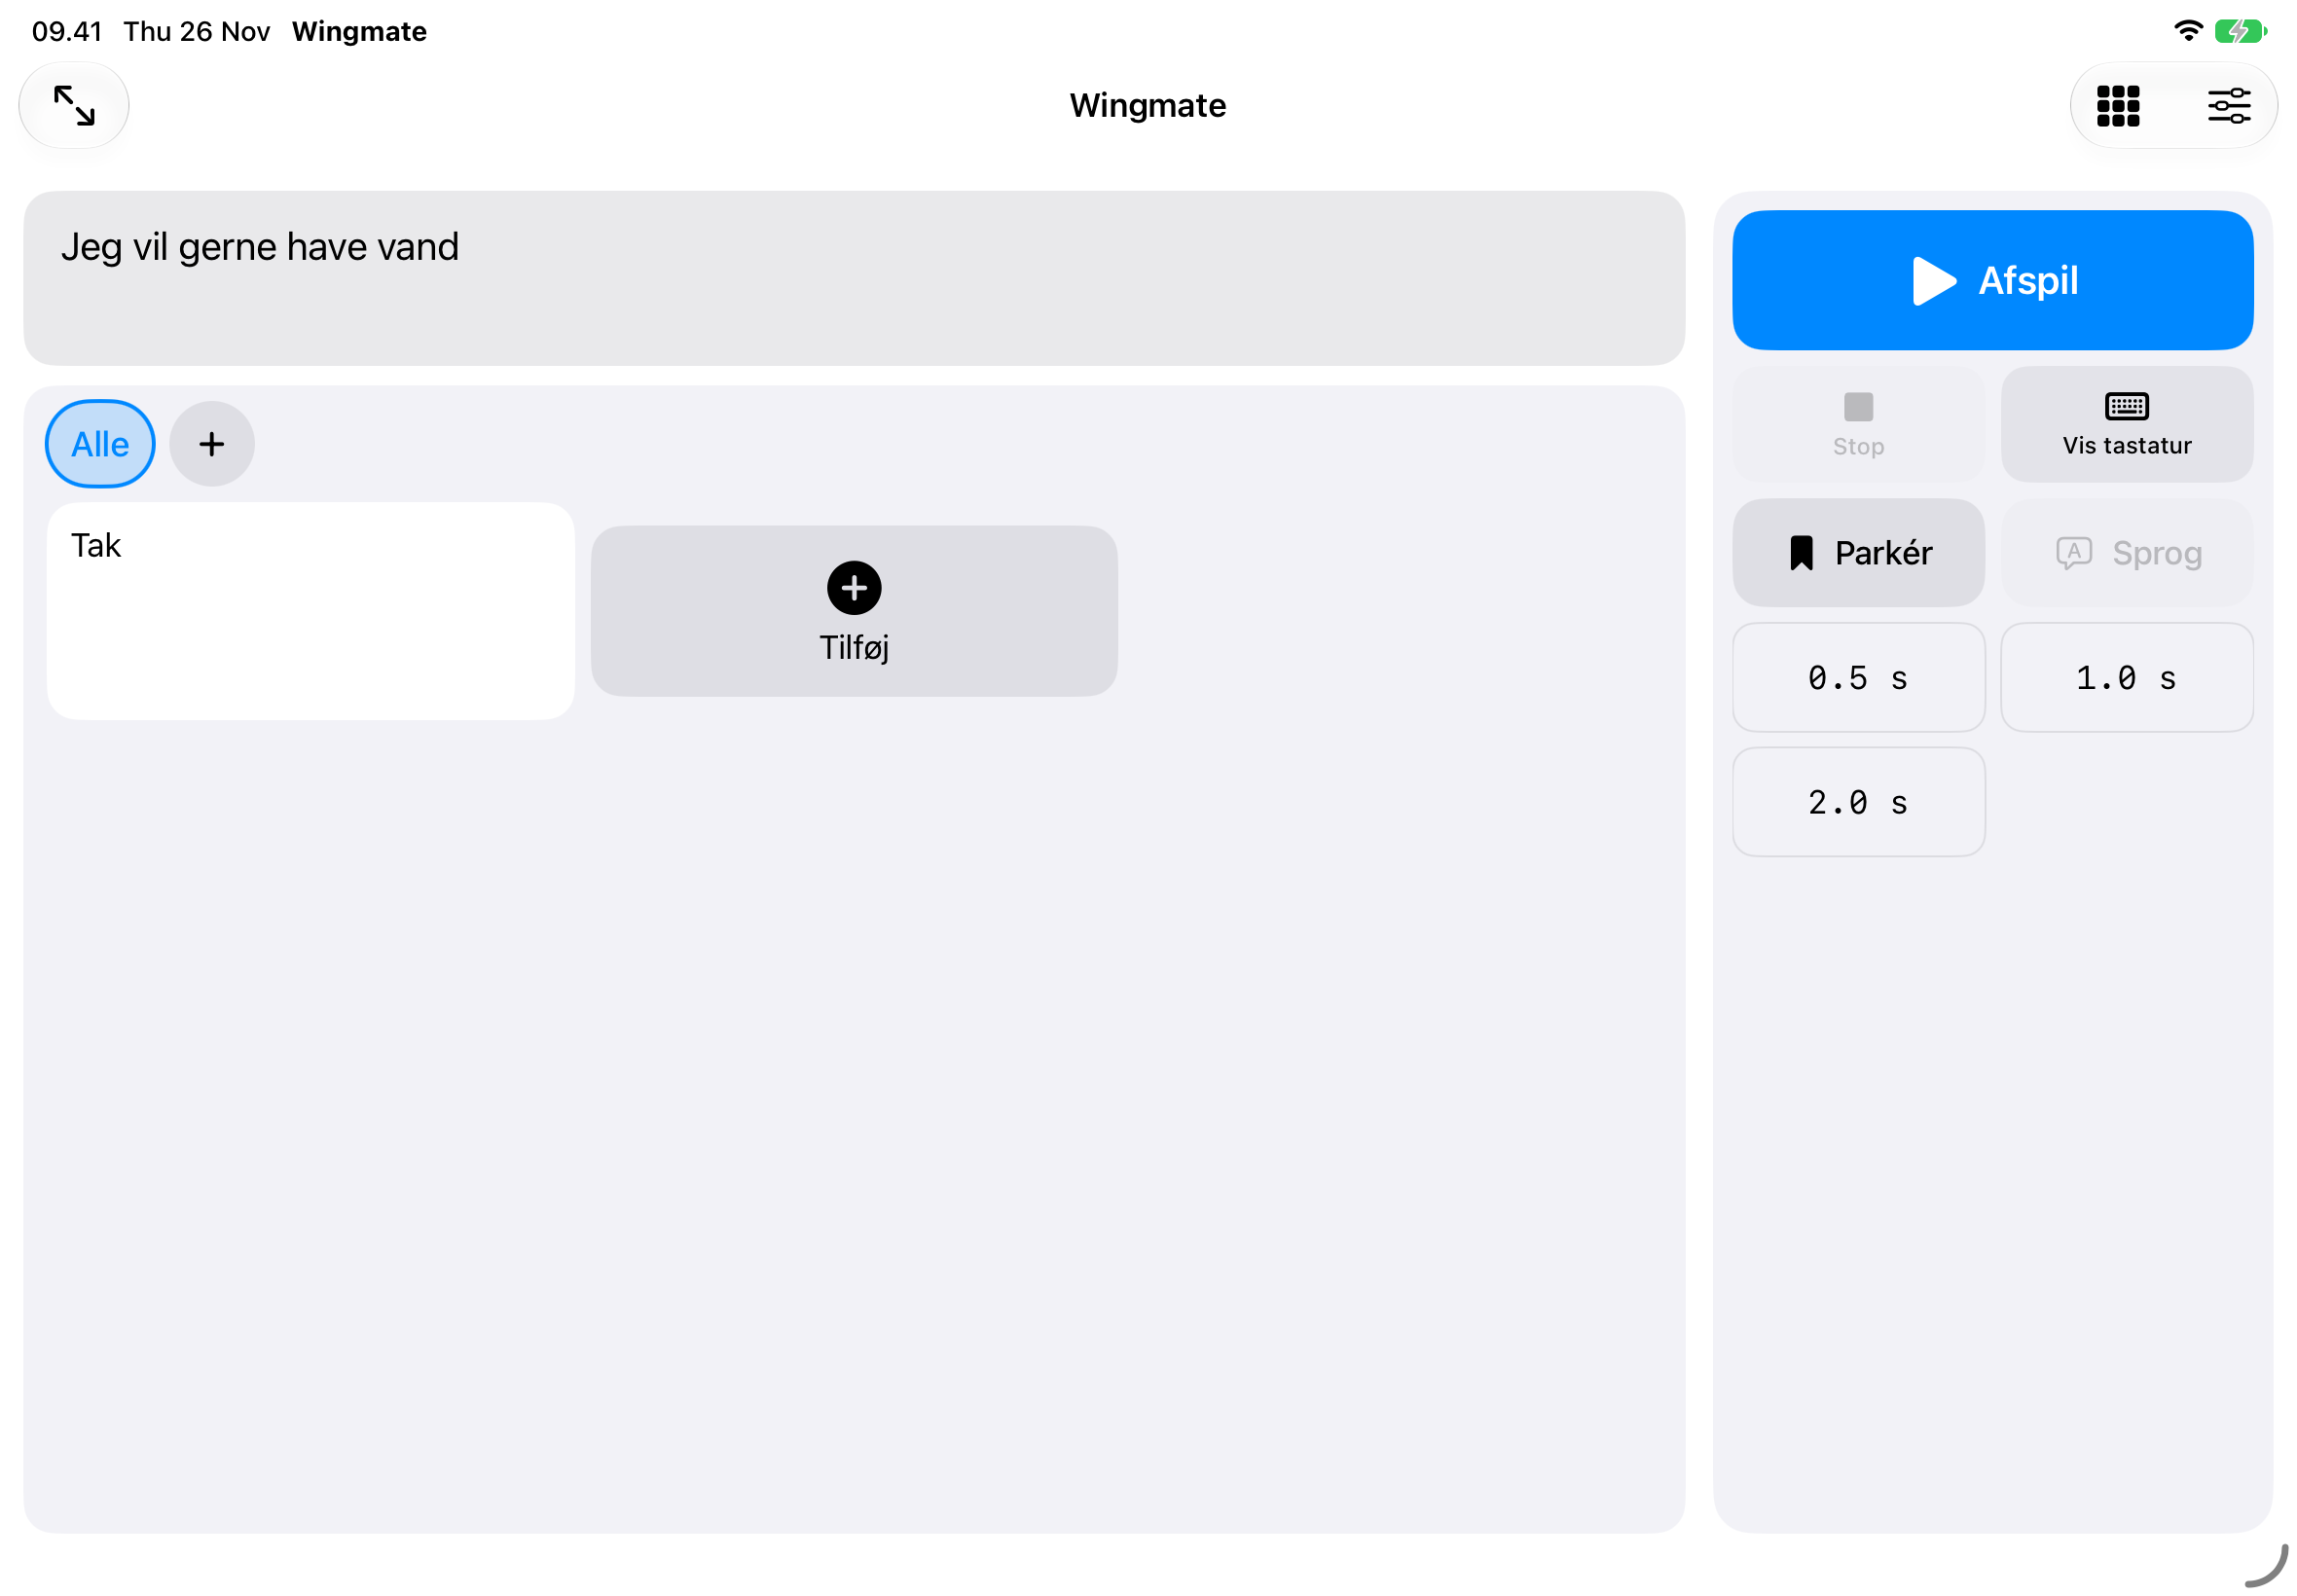 09.41 Thu 26 Nov Wingmate
Wingmate
Jeg vil gerne have vand
Afspil
Stop
Vis tastatur
Alle
Tak
Tilføj
Parkér
Sprog
0.5 s
1.0 s
2.0 s